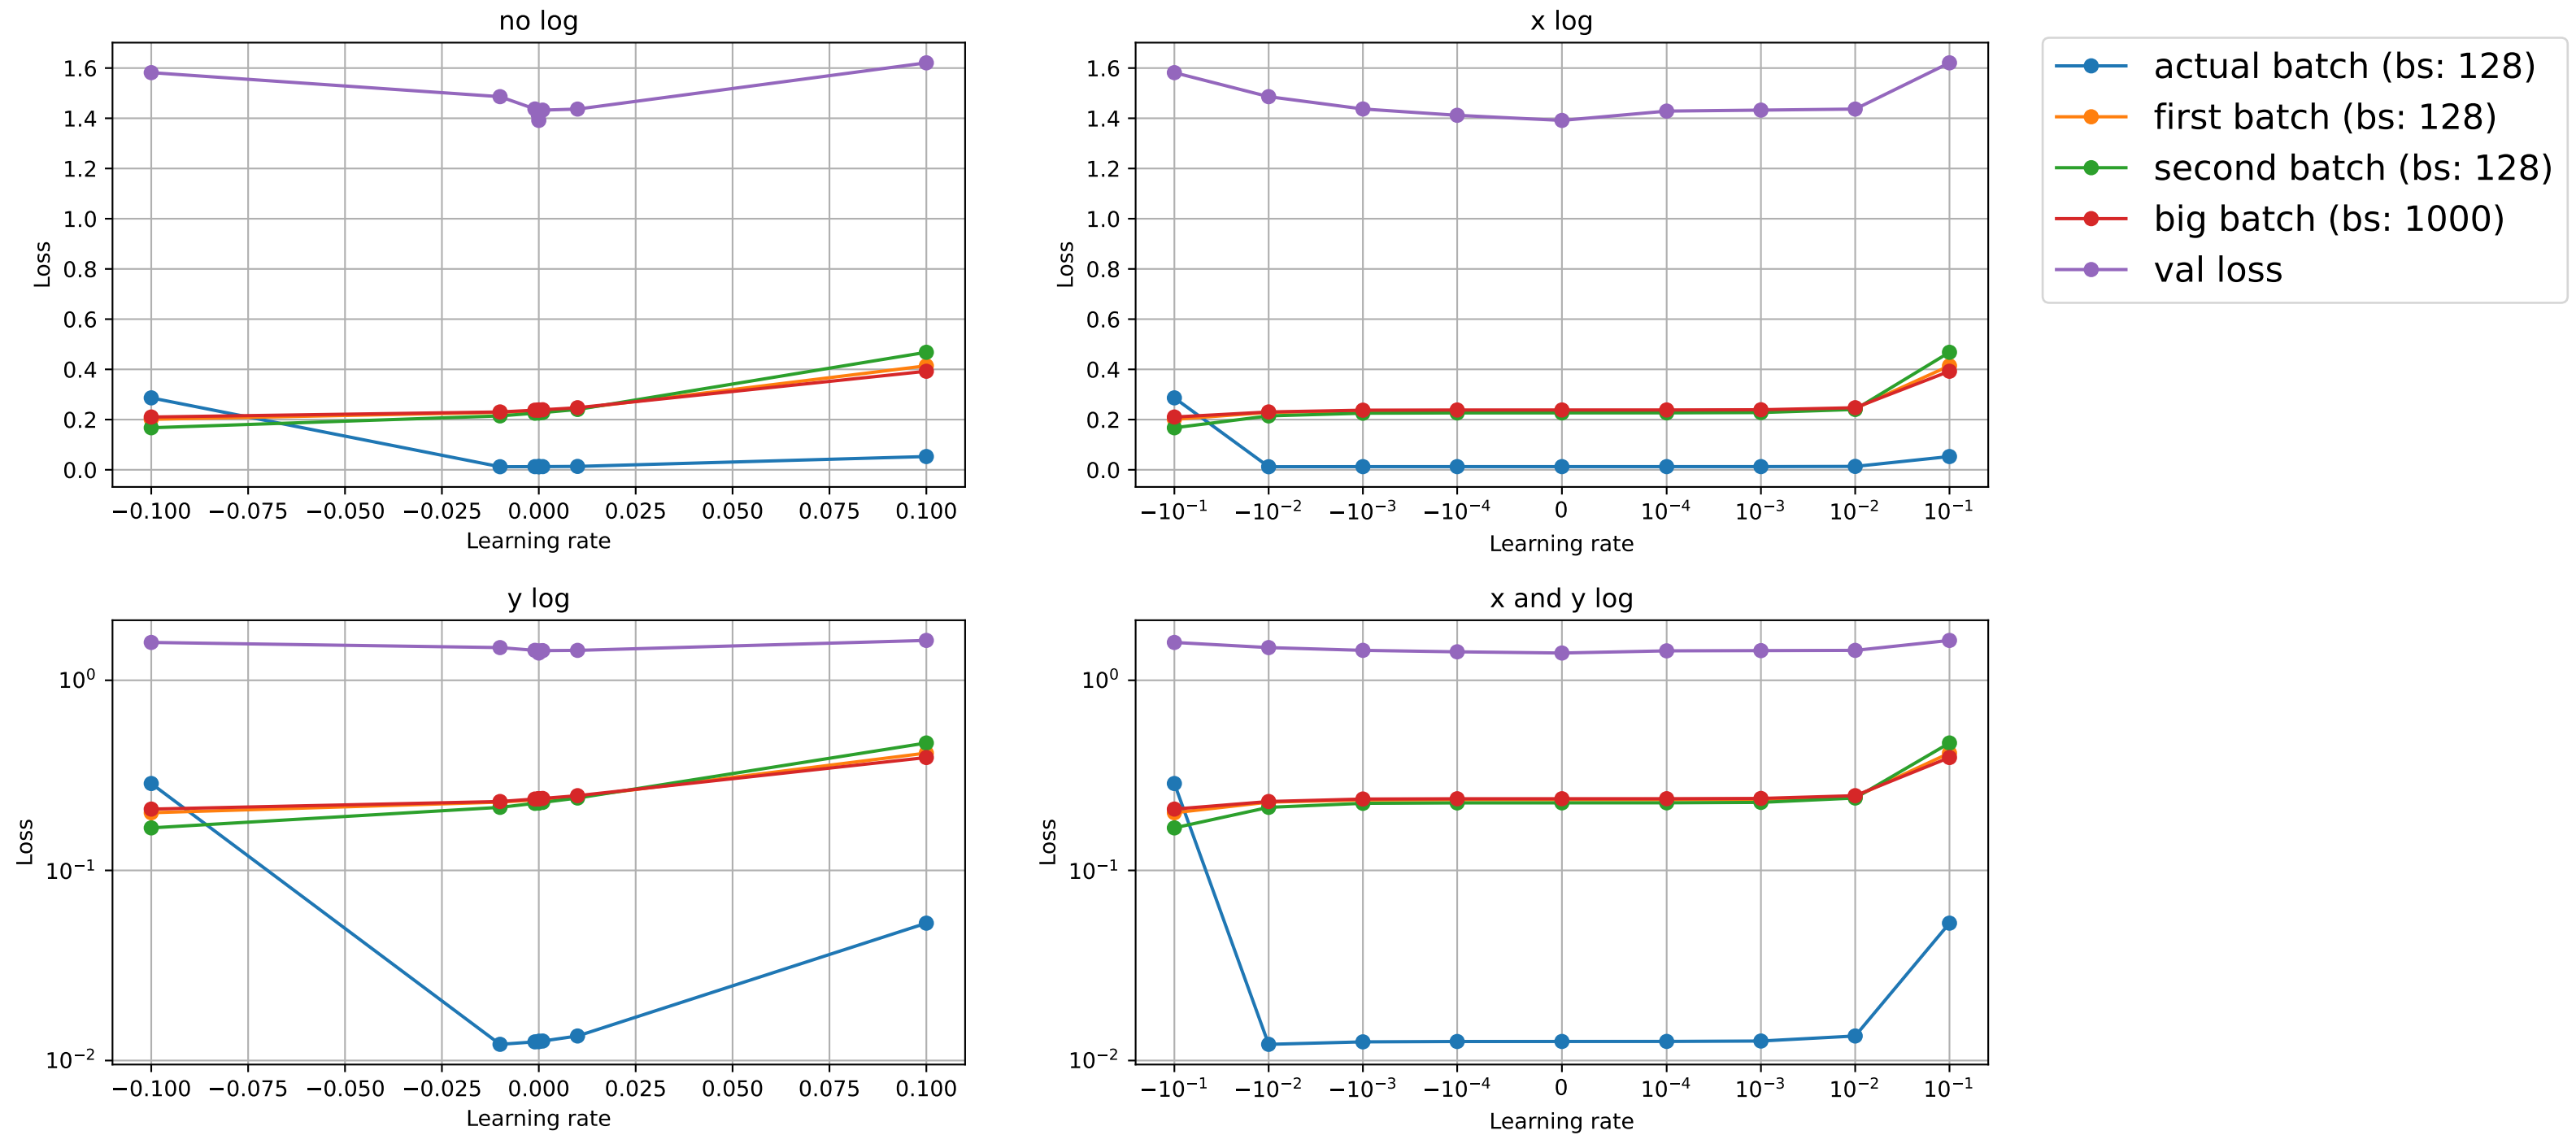 no log
1.6
1.4
1.2
1.0
0.8
0.6
0.4
0.2
0.0
Loss
−0.100 −0.075 −0.050 −0.025 0.000 0.025 0.050 0.075 0.100
Learning rate
x log
1.6
1.4
1.2
1.0
0.8
0.6
0.4
0.2
0.0
Loss
−10⁻¹ −10⁻² −10⁻³ −10⁻⁴ 0 10⁻⁴ 10⁻³ 10⁻² 10⁻¹
Learning rate
actual batch (bs: 128)
first batch (bs: 128)
second batch (bs: 128)
big batch (bs: 1000)
val loss
y log
10⁰
10⁻¹
10⁻²
Loss
−0.100 −0.075 −0.050 −0.025 0.000 0.025 0.050 0.075 0.100
Learning rate
x and y log
10⁰
10⁻¹
10⁻²
Loss
−10⁻¹ −10⁻² −10⁻³ −10⁻⁴ 0 10⁻⁴ 10⁻³ 10⁻² 10⁻¹
Learning rate